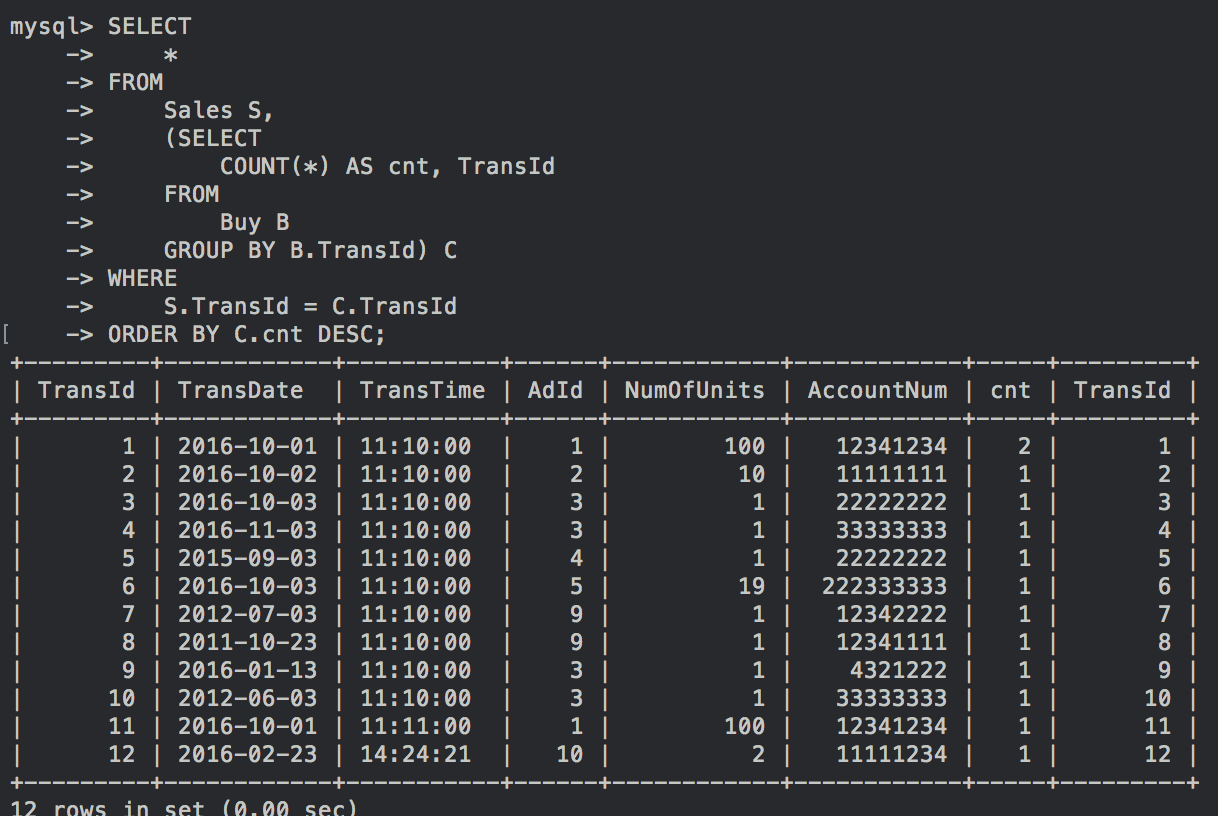 mysql> SELECT
    ->     *
    -> FROM
    ->     Sales S,
    ->     (SELECT
    ->         COUNT(*) AS cnt, TransId
    ->     FROM
    ->         Buy B
    ->     GROUP BY B.TransId) C
    -> WHERE
    ->     S.TransId = C.TransId
[    -> ORDER BY C.cnt DESC;
+----------+------------+-----------+------+------------+------------+-----+---------+
| TransId | TransDate  | TransTime | AdId | NumOfUnits | AccountNum | cnt | TransId |
+----------+------------+-----------+------+------------+------------+-----+---------+
|       1 | 2016-10-01 | 11:10:00  |    1 |        100 |   12341234 |   2 |       1 |
|       2 | 2016-10-02 | 11:10:00  |    2 |         10 |   11111111 |   1 |       2 |
|       3 | 2016-10-03 | 11:10:00  |    3 |          1 |   22222222 |   1 |       3 |
|       4 | 2016-11-03 | 11:10:00  |    3 |          1 |   33333333 |   1 |       4 |
|       5 | 2015-09-03 | 11:10:00  |    4 |          1 |   22222222 |   1 |       5 |
|       6 | 2016-10-03 | 11:10:00  |    5 |         19 |  222333333 |   1 |       6 |
|       7 | 2012-07-03 | 11:10:00  |    9 |          1 |   12342222 |   1 |       7 |
|       8 | 2011-10-23 | 11:10:00  |    9 |          1 |   12341111 |   1 |       8 |
|       9 | 2016-01-13 | 11:10:00  |    3 |          1 |    4321222 |   1 |       9 |
|      10 | 2012-06-03 | 11:10:00  |    3 |          1 |   33333333 |   1 |      10 |
|      11 | 2016-10-01 | 11:11:00  |    1 |        100 |   12341234 |   1 |      11 |
|      12 | 2016-02-23 | 14:24:21  |   10 |          2 |   11111234 |   1 |      12 |
+----------+------------+-----------+------+------------+------------+-----+---------+
12 rows in set (0.00 sec)